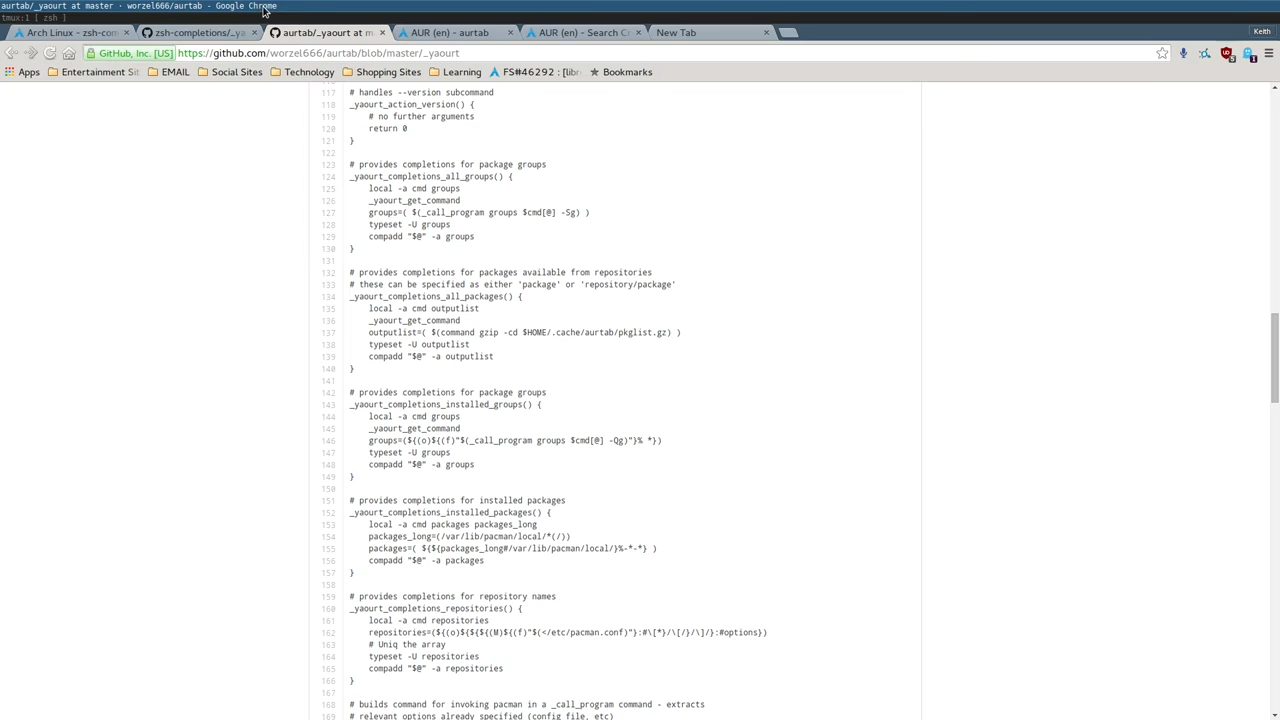 aurtab/_yaourt at master · worzel666/aurtab - Google Chrome
tmux:1 [ zsh ]
Arch Linux - zsh-com
zsh-completions/_ya
aurtab/_yaourt at m
AUR (en) - aurtab
AUR (en) - Search Cr
New Tab
Keith
GitHub, Inc. [US] https://github.com/worzel666/aurtab/blob/master/_yaourt
Apps Entertainment Sit EMAIL Social Sites Technology Shopping Sites Learning FS#46292 : [libr Bookmarks
117 # handles --version subcommand
118 _yaourt_action_version() {
119 # no further arguments
120 return 0
121 }
122
123 # provides completions for package groups
124 _yaourt_completions_all_groups() {
125 local -a cmd groups
126 _yaourt_get_command
127 groups=( $(_call_program groups $cmd[@] -Sg) )
128 typeset -U groups
129 compadd "$@" -a groups
130 }
131
132 # provides completions for packages available from repositories
133 # these can be specified as either 'package' or 'repository/package'
134 _yaourt_completions_all_packages() {
135 local -a cmd outputlist
136 _yaourt_get_command
137 outputlist=( $(command gzip -cd $HOME/.cache/aurtab/pkglist.gz) )
138 typeset -U outputlist
139 compadd "$@" -a outputlist
140 }
141
142 # provides completions for package groups
143 _yaourt_completions_installed_groups() {
144 local -a cmd groups
145 _yaourt_get_command
146 groups=(${(o)${(f)"$(_call_program groups $cmd[@] -Qg)"}% *})
147 typeset -U groups
148 compadd "$@" -a groups
149 }
150
151 # provides completions for installed packages
152 _yaourt_completions_installed_packages() {
153 local -a cmd packages packages_long
154 packages_long=(/var/lib/pacman/local/*(/))
155 packages=( ${${packages_long#/var/lib/pacman/local/}%-*-*} )
156 compadd "$@" -a packages
157 }
158
159 # provides completions for repository names
160 _yaourt_completions_repositories() {
161 local -a cmd repositories
162 repositories=(${(o)${${${(M)${(f)"$(</etc/pacman.conf)"}:#\[*}/\[/}/\]/}:#options})
163 # Uniq the array
164 typeset -U repositories
165 compadd "$@" -a repositories
166 }
167
168 # builds command for invoking pacman in a _call_program command - extracts
169 # relevant options already specified (config file, etc)